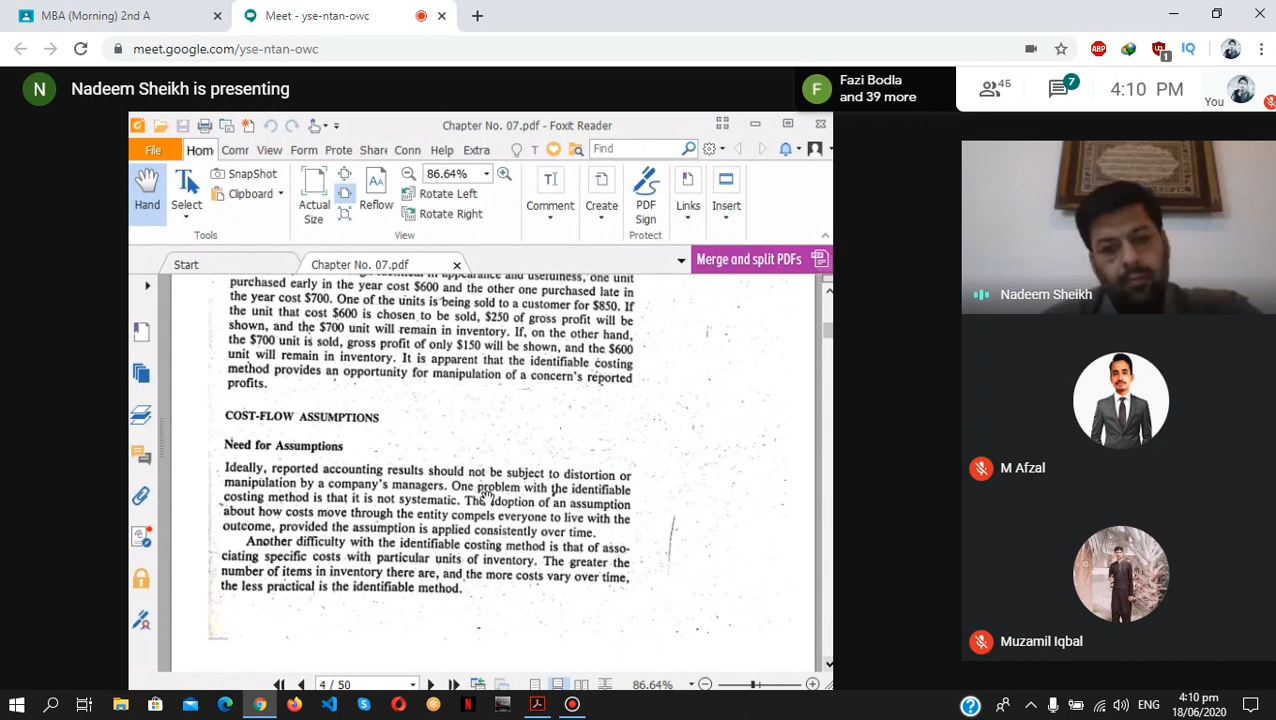 MBA (Morning) 2nd A
Meet - yse-ntan-owc
meet.google.com/yse-ntan-owc
ABP
IQ
1
N
Nadeem Sheikh is presenting
F
Fazi Bodla
and 39 more
45
7
4:10 PM
You
Chapter No. 07.pdf - Foxit Reader
File
Hom
Comr
View
Form
Prote
Share
Conn
Help
Extra
Find
Hand
Select
SnapShot
Clipboard
Tools
Actual
Size
Reflow
86.64%
Rotate Left
Rotate Right
View
Comment
Create
PDF
Sign
Protect
Links
Insert
Start
Chapter No. 07.pdf
Merge and split PDFs
identical in appearance and usefulness, one unit
purchased early in the year cost $600 and the other one purchased late in
the year cost $700. One of the units is being sold to a customer for $850. If
the unit that cost $600 is chosen to be sold, $250 of gross profit will be
shown, and the $700 unit will remain in inventory. If, on the other hand,
the $700 unit is sold, gross profit of only $150 will be shown, and the $600
unit will remain in inventory. It is apparent that the identifiable costing
method provides an opportunity for manipulation of a concern's reported
profits.
COST-FLOW ASSUMPTIONS
Need for Assumptions
Ideally, reported accounting results should not be subject to distortion or
manipulation by a company's managers. One problem with the identifiable
costing method is that it is not systematic. The adoption of an assumption
about how costs move through the entity compels everyone to live with the
outcome, provided the assumption is applied consistently over time.
Another difficulty with the identifiable costing method is that of asso-
ciating specific costs with particular units of inventory. The greater the
number of items in inventory there are, and the more costs vary over time,
the less practical is the identifiable method.
4 / 50
86.64%
Nadeem Sheikh
M Afzal
Muzamil Iqbal
ENG
4:10 pm
18/06/2020